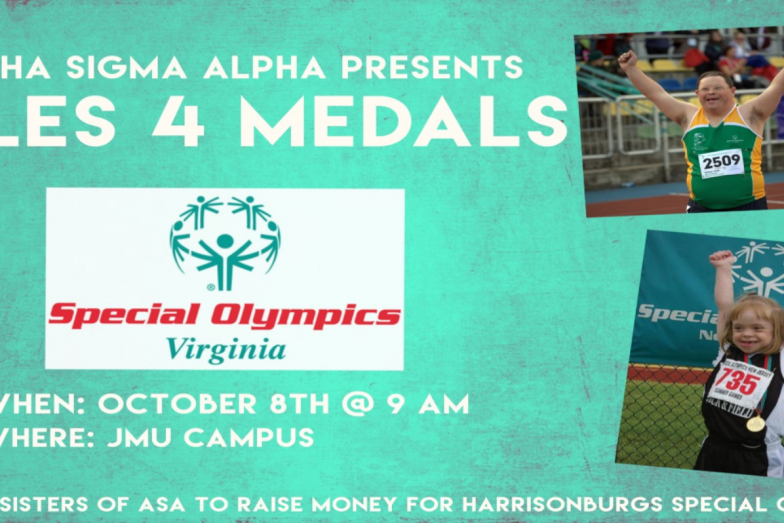 HA SIGMA ALPHA PRESENTS
LES 4 MEDALS
2509
Special Olympics
Virginia
Specia
735
WHEN: OCTOBER 8TH @ 9 AM
WHERE: JMU CAMPUS
SISTERS OF ASA TO RAISE MONEY FOR HARRISONBURGS SPECIAL